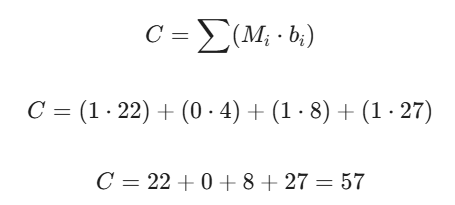 C = ∑(Mᵢ · bᵢ)
C = (1 · 22) + (0 · 4) + (1 · 8) + (1 · 27)
C = 22 + 0 + 8 + 27 = 57